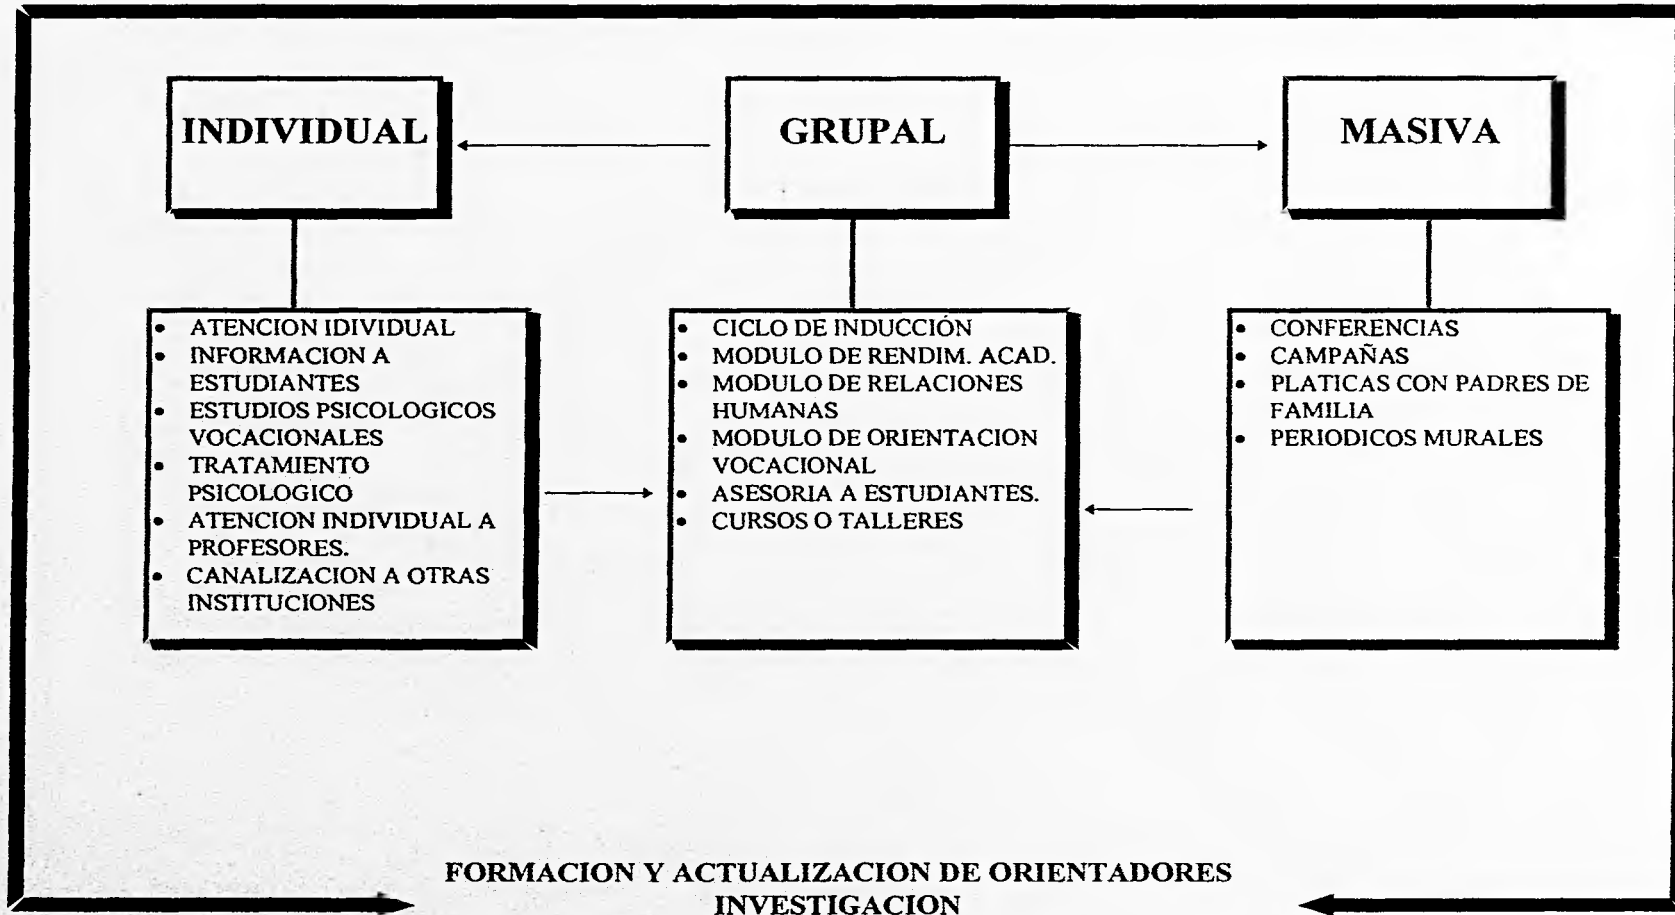 INDIVIDUAL
GRUPAL
MASIVA
• ATENCION IDIVIDUAL
• INFORMACION A
ESTUDIANTES
• ESTUDIOS PSICOLOGICOS
VOCACIONALES
• TRATAMIENTO
PSICOLOGICO
• ATENCION INDIVIDUAL A
PROFESORES.
• CANALIZACION A OTRAS
INSTITUCIONES
• CICLO DE INDUCCIÓN
• MODULO DE RENDIM. ACAD.
• MODULO DE RELACIONES
HUMANAS
• MODULO DE ORIENTACION
VOCACIONAL
• ASESORIA A ESTUDIANTES.
• CURSOS O TALLERES
• CONFERENCIAS
• CAMPAÑAS
• PLATICAS CON PADRES DE
FAMILIA
• PERIODICOS MURALES
FORMACION Y ACTUALIZACION DE ORIENTADORES
INVESTIGACION